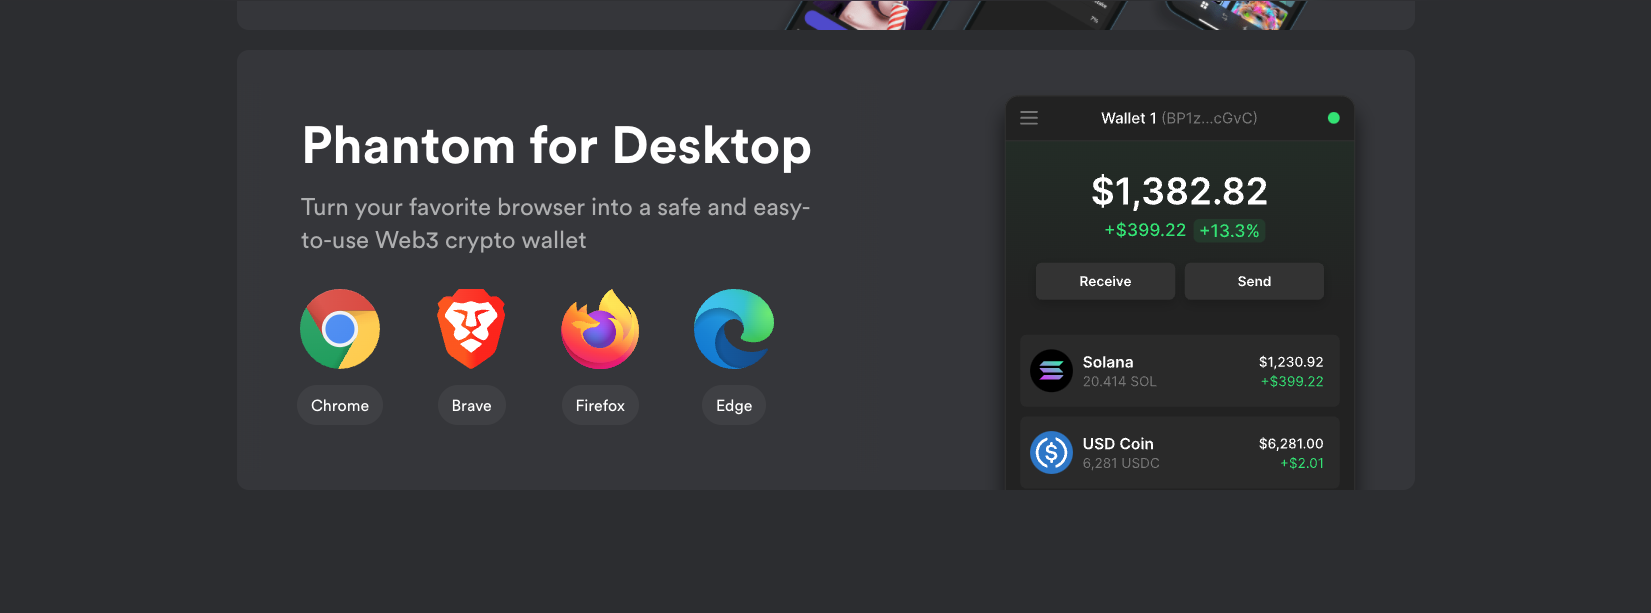 Phantom for Desktop
Turn your favorite browser into a safe and easy-
to-use Web3 crypto wallet
Chrome
Brave
Firefox
Edge
Wallet 1 (BP1z...cGvC)
$1,382.82
+$399.22 +13.3%
Receive
Send
Solana
$1,230.92
20.414 SOL
+$399.22
USD Coin
$6,281.00
6,281 USDC
+$2.01